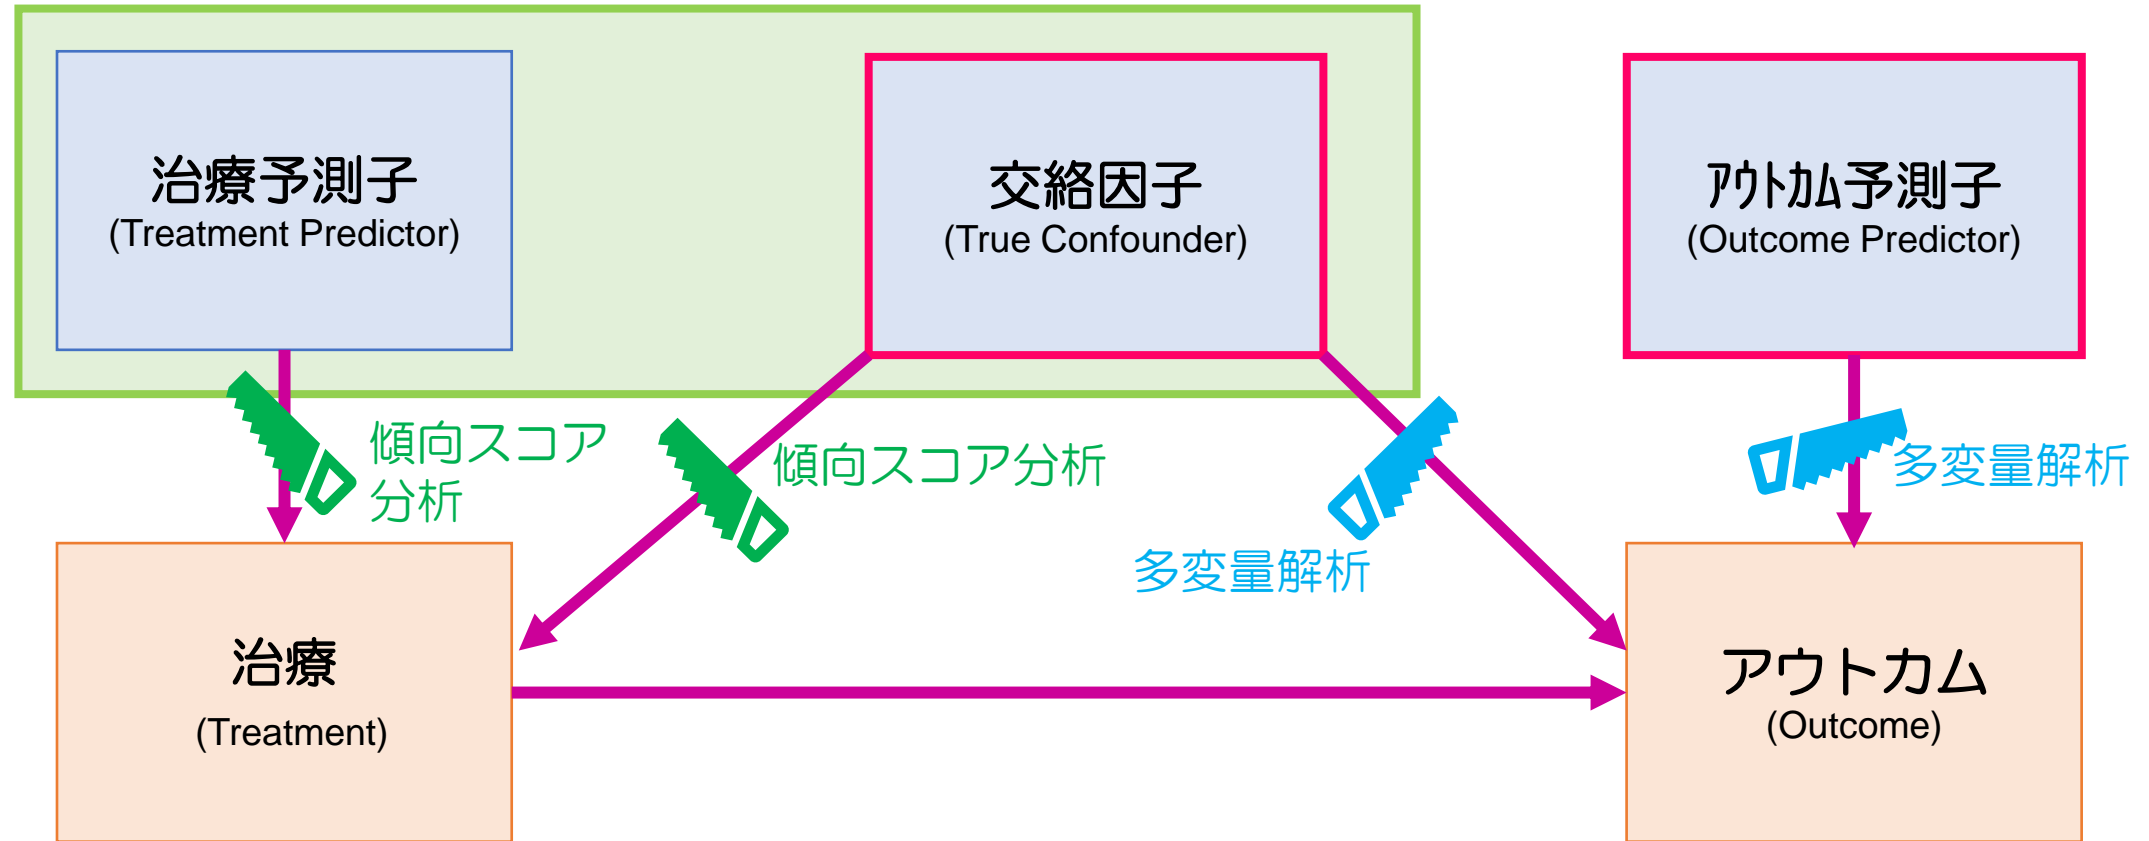 治療予測子
(Treatment Predictor)
交絡因子
(True Confounder)
ｱｳﾄｶﾑ予測子
(Outcome Predictor)
傾向スコア
分析
傾向スコア分析
多変量解析
多変量解析
治療
(Treatment)
アウトカム
(Outcome)